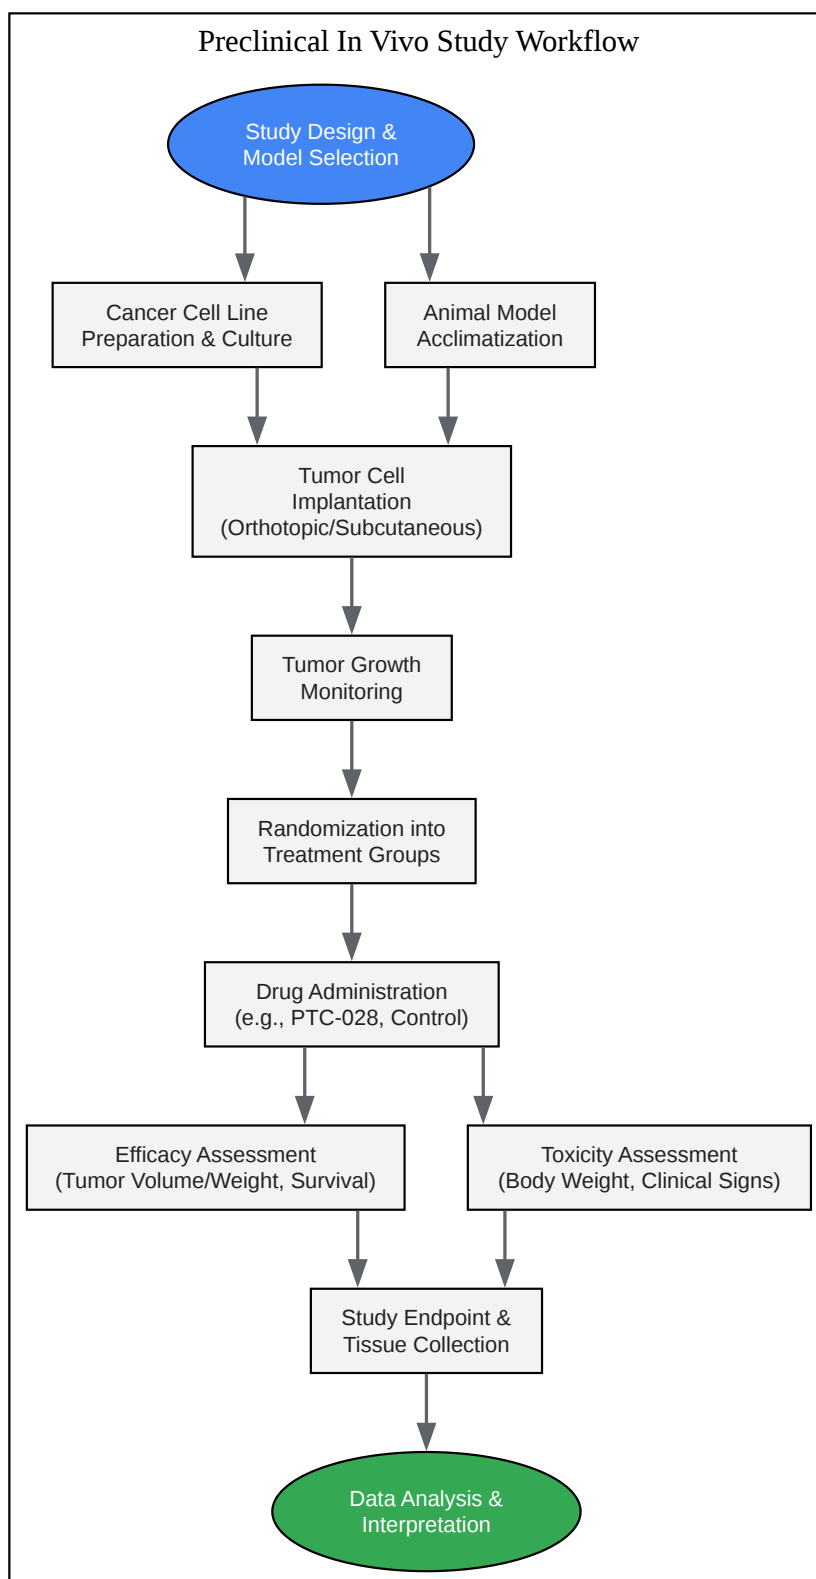 Preclinical In Vivo Study Workflow
Study Design &
Model Selection
Cancer Cell Line
Preparation & Culture
Animal Model
Acclimatization
Tumor Cell
Implantation
(Orthotopic/Subcutaneous)
Tumor Growth
Monitoring
Randomization into
Treatment Groups
Drug Administration
(e.g., PTC-028, Control)
Efficacy Assessment
(Tumor Volume/Weight, Survival)
Toxicity Assessment
(Body Weight, Clinical Signs)
Study Endpoint &
Tissue Collection
Data Analysis &
Interpretation